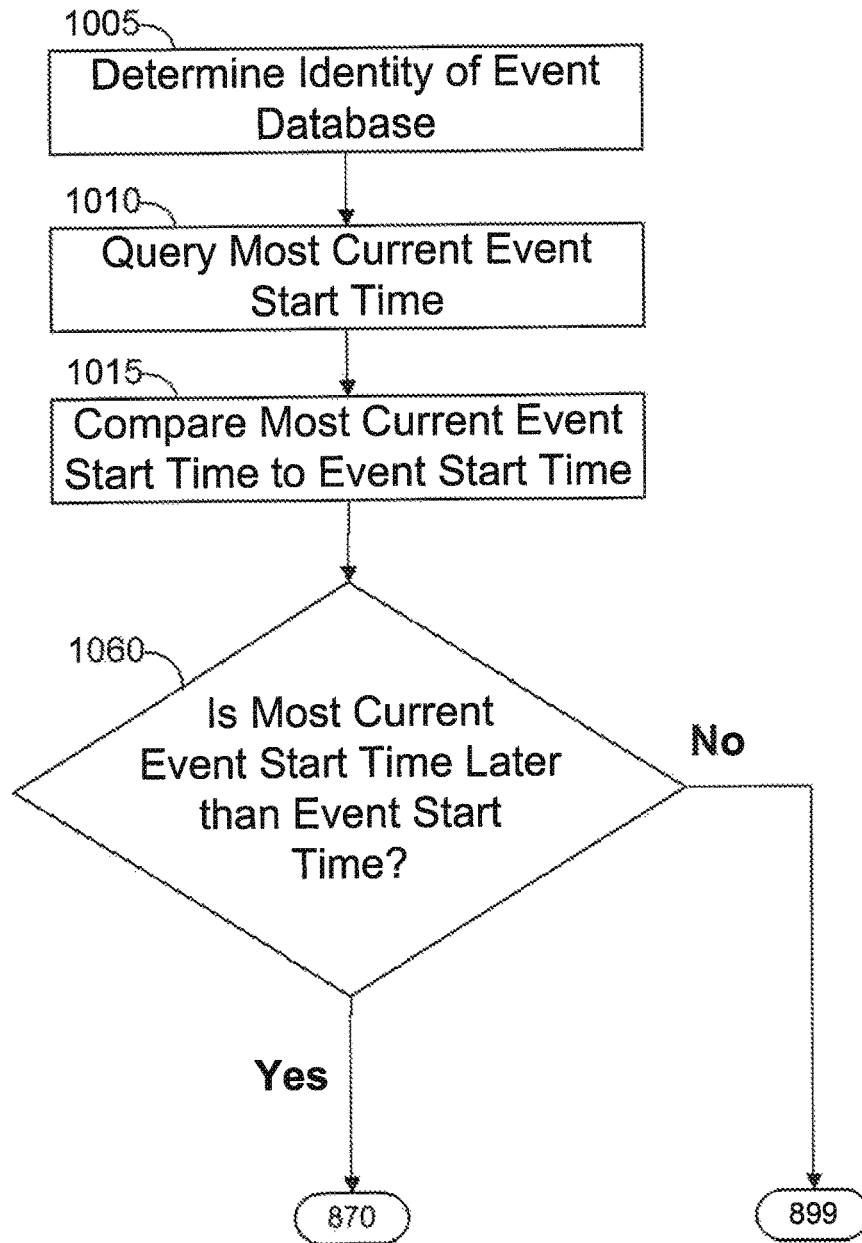 1005
Determine Identity of Event
Database
1010
Query Most Current Event
Start Time
1015
Compare Most Current Event
Start Time to Event Start Time
1060
Is Most Current
Event Start Time Later
than Event Start
Time?
No
Yes
870
899